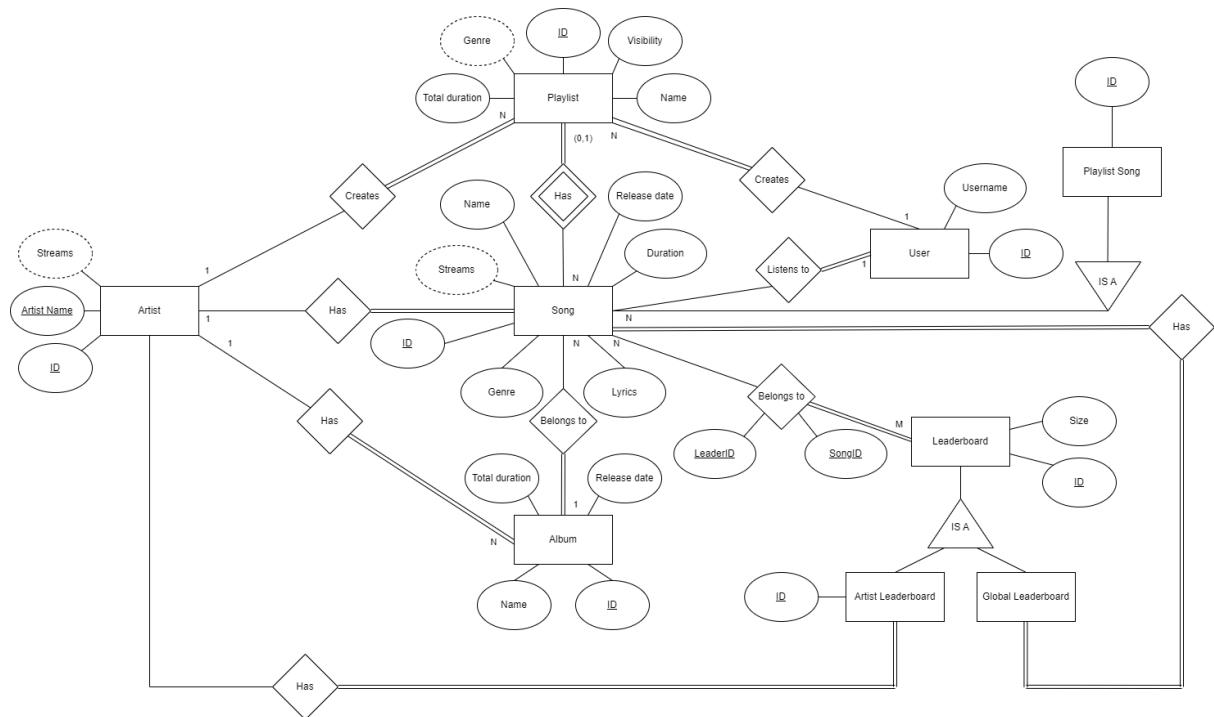 Genre
ID
Visibility
Total duration
Playlist
Name
ID
N
(0,1)
N
Playlist Song
Creates
Has
Creates
Name
Release date
Username
1
Streams
Streams
Duration
Listens to
1
User
ID
1
IS A
N
Artist Name
Artist
Has
Song
N
Has
1
1
ID
N
N
N
ID
Genre
Lyrics
Belongs to
Has
Belongs to
M
Leaderboard
Size
LeaderID
SongID
ID
Total duration
Release date
1
N
Album
IS A
Name
ID
ID
Artist Leaderboard
Global Leaderboard
Has